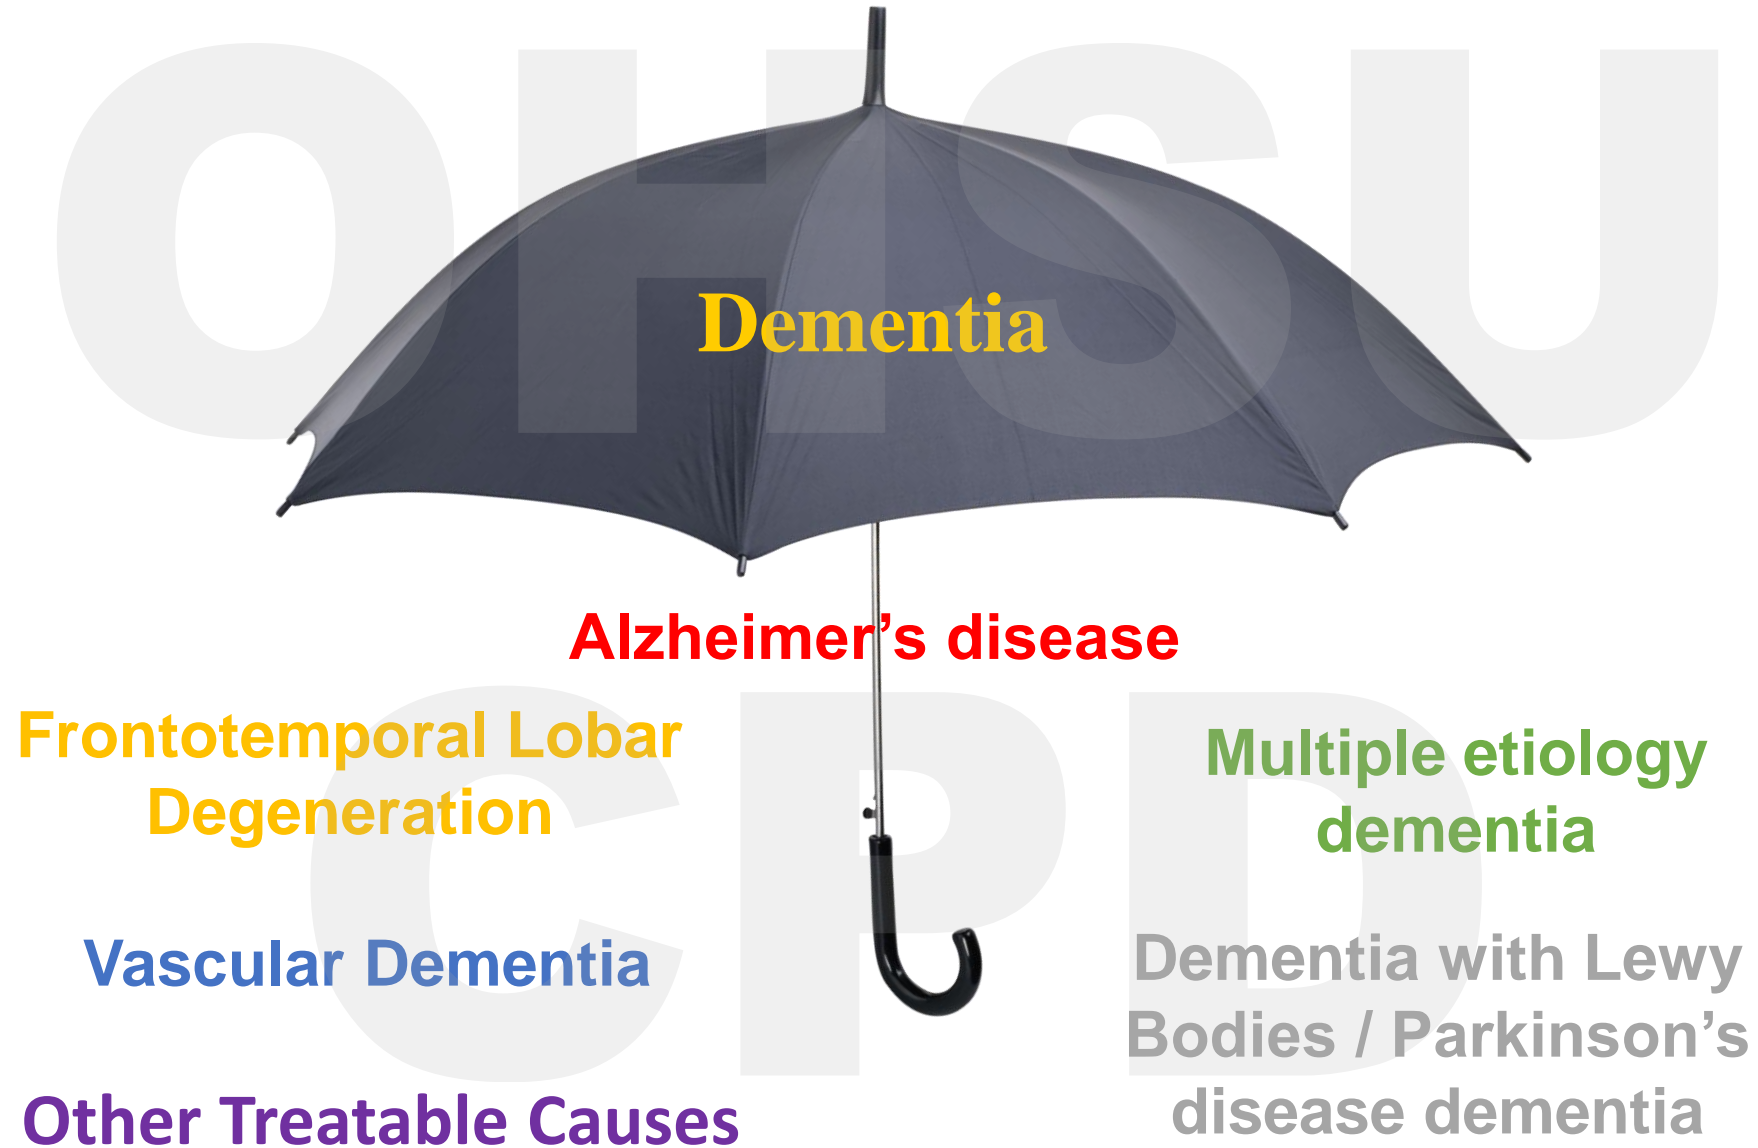 OHSU
Dementia
Alzheimer’s disease
Frontotemporal Lobar
Degeneration
Multiple etiology
dementia
Vascular Dementia
Dementia with Lewy
Bodies / Parkinson’s
disease dementia
CPD
Other Treatable Causes